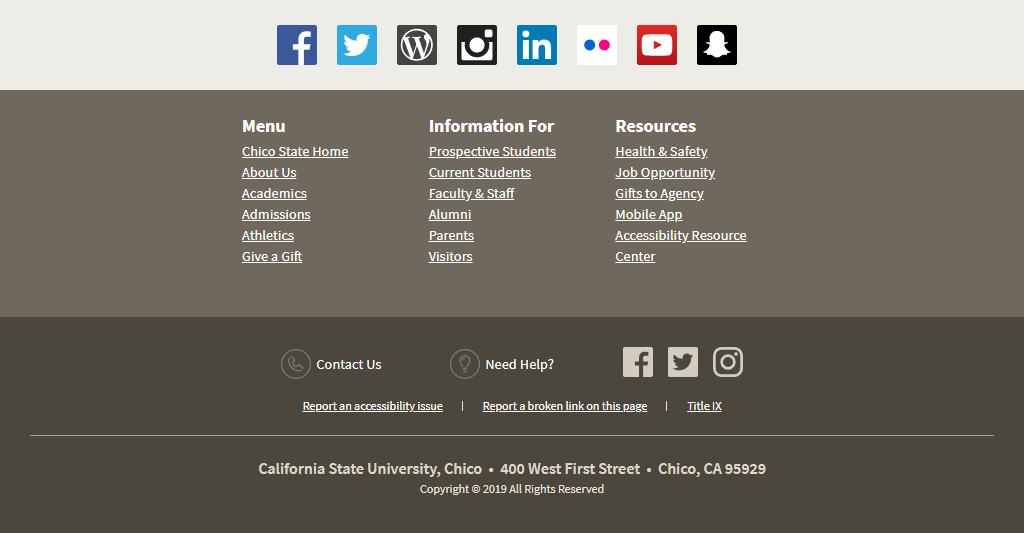 Menu
Chico State Home
About Us
Academics
Admissions
Athletics
Give a Gift
Information For
Prospective Students
Current Students
Faculty & Staff
Alumni
Parents
Visitors
Resources
Health & Safety
Job Opportunity
Gifts to Agency
Mobile App
Accessibility Resource
Center
Contact Us
Need Help?
Report an accessibility issue | Report a broken link on this page | Title IX
California State University, Chico • 400 West First Street • Chico, CA 95929
Copyright © 2019 All Rights Reserved